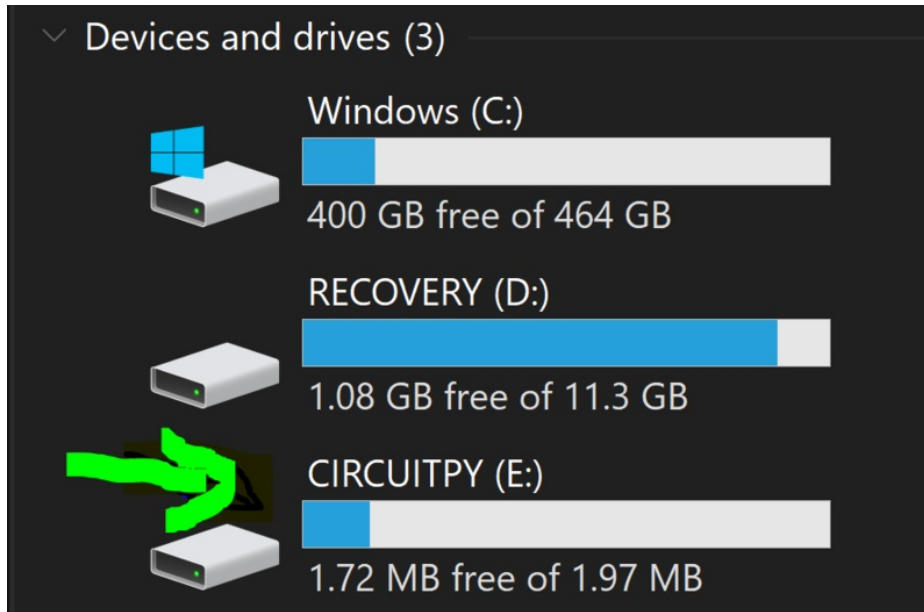 Devices and drives (3)
Windows (C:)
400 GB free of 464 GB
RECOVERY (D:)
1.08 GB free of 11.3 GB
CIRCUITPY (E:)
1.72 MB free of 1.97 MB